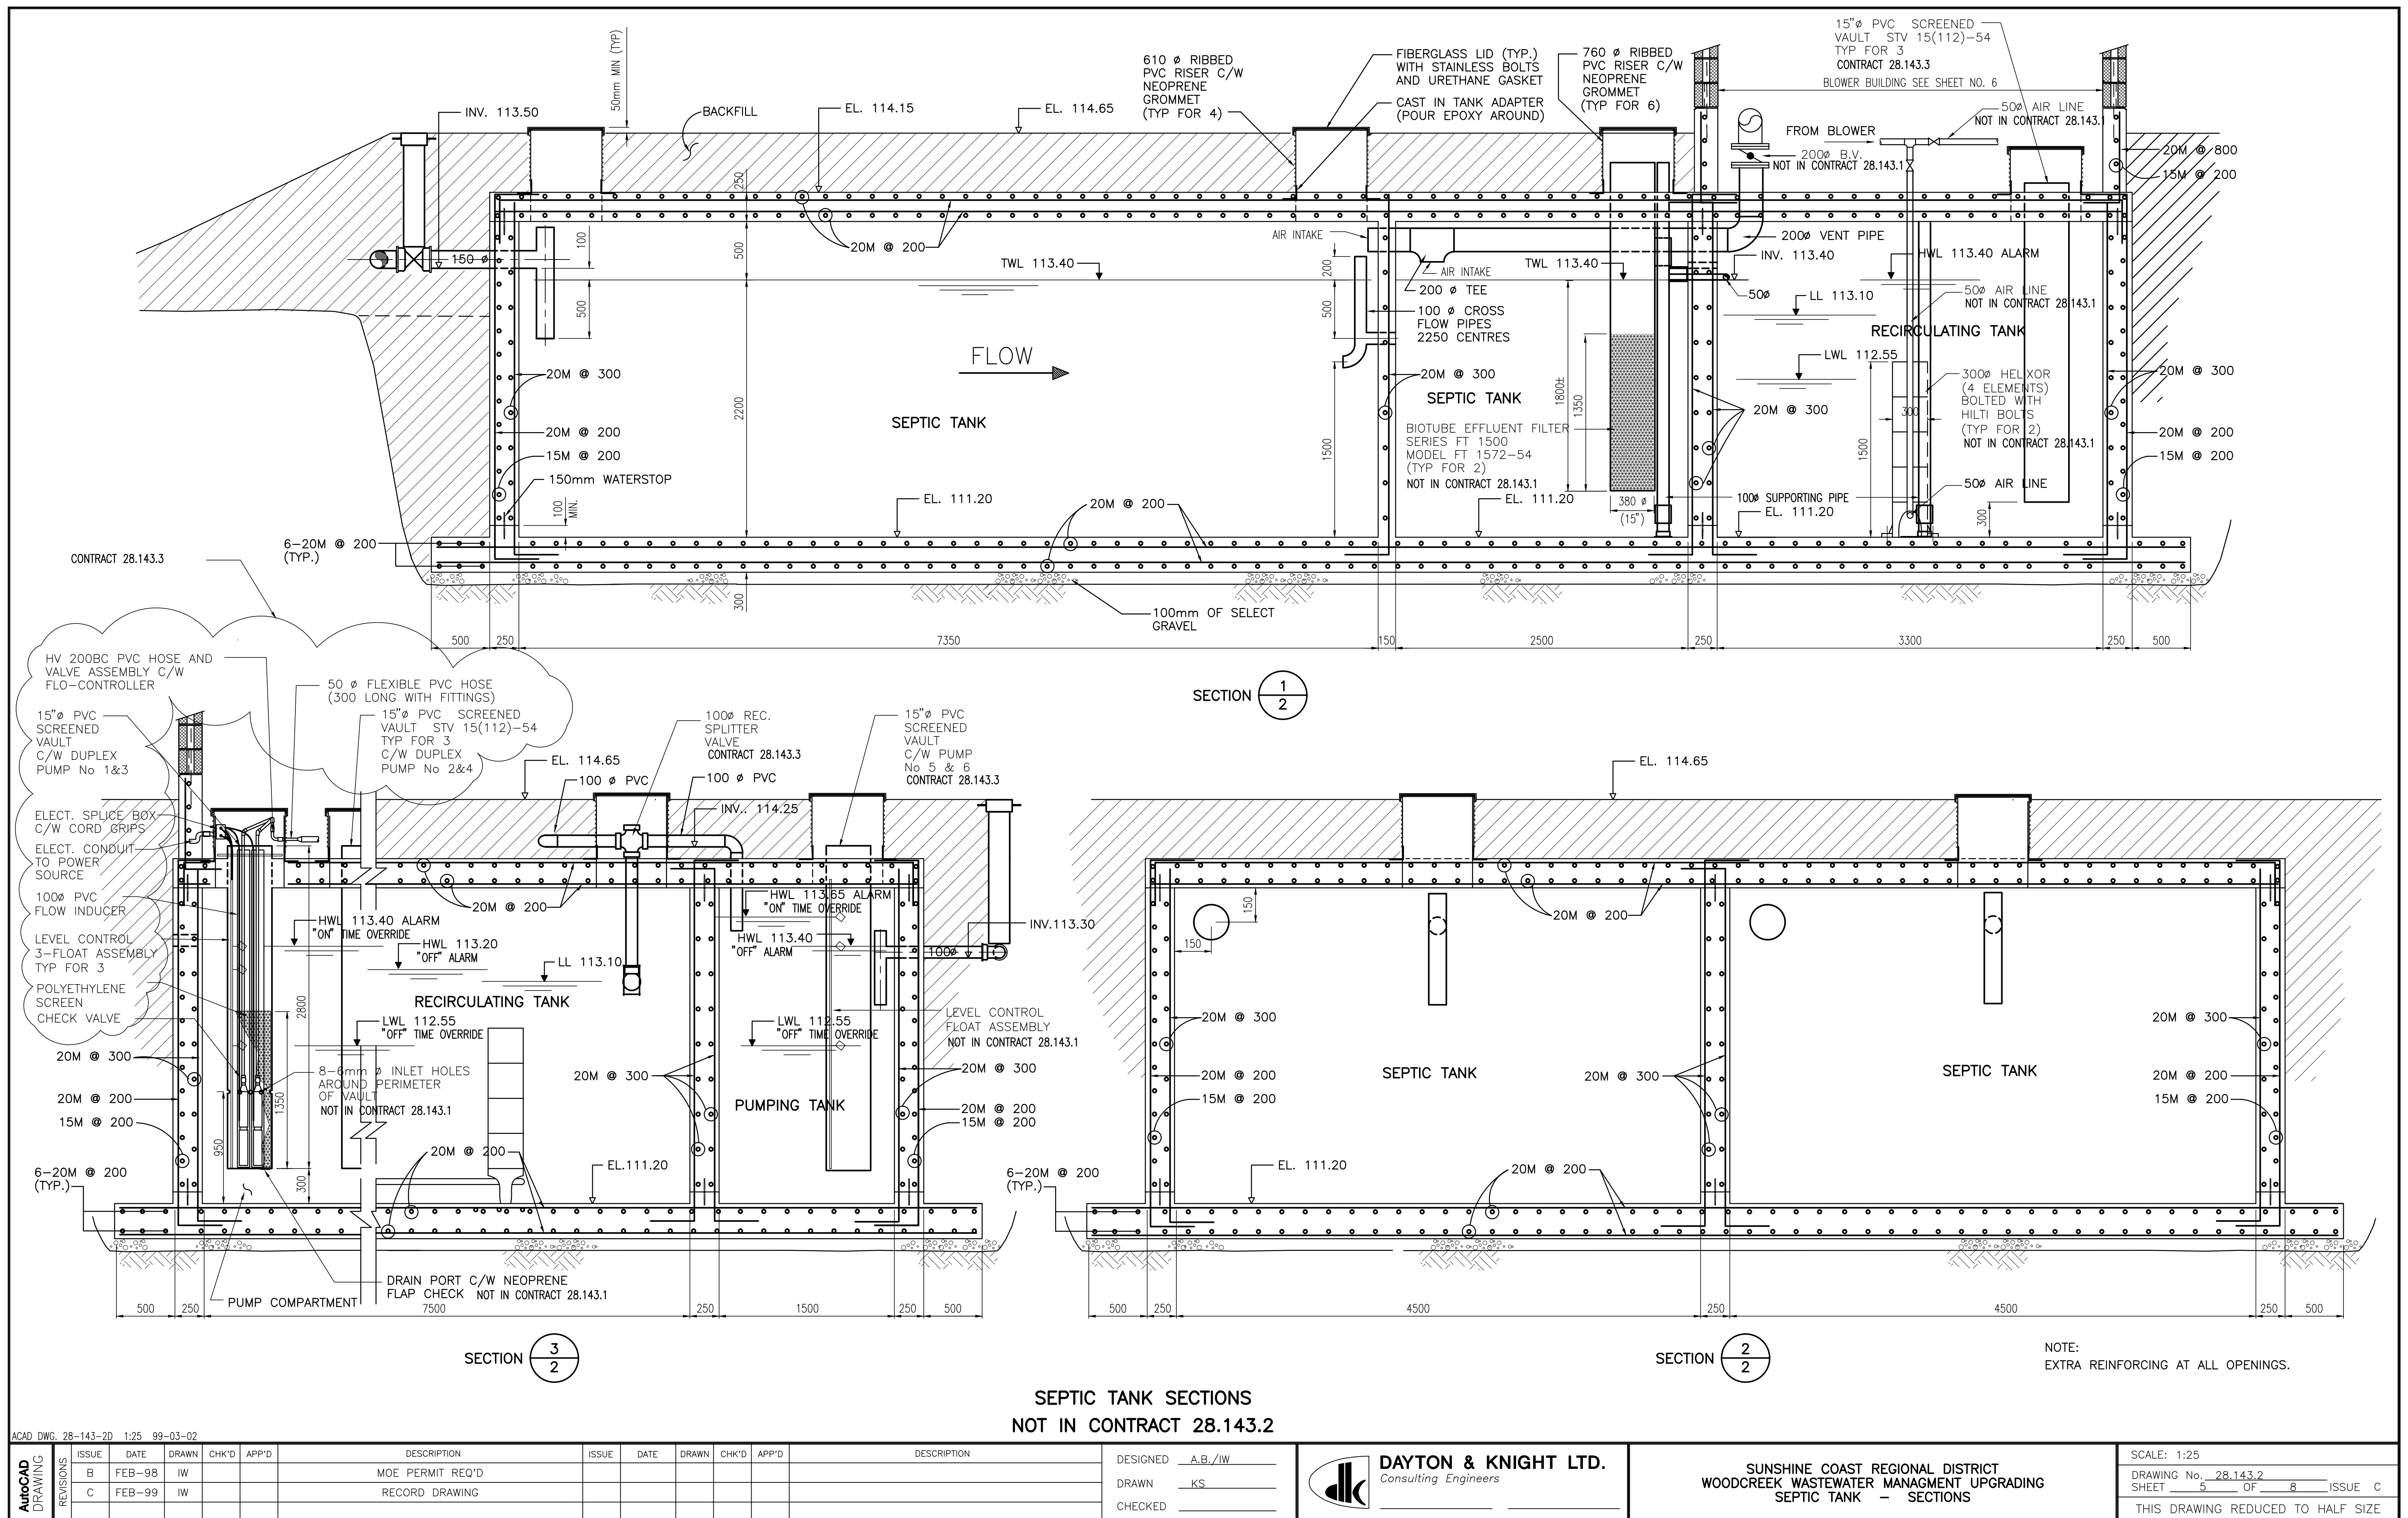 50mm MIN (TYP)
INV. 113.50
BACKFILL
EL. 114.15
EL. 114.65
610 ø RIBBED
PVC RISER C/W
NEOPRENE
GROMMET
(TYP FOR 4)
FIBERGLASS LID (TYP.)
WITH STAINLESS BOLTS
AND URETHANE GASKET
CAST IN TANK ADAPTER
(POUR EPOXY AROUND)
760 ø RIBBED
PVC RISER C/W
NEOPRENE
GROMMET
(TYP FOR 6)
15"ø PVC SCREENED
VAULT STV 15(112)-54
TYP FOR 3
CONTRACT 28.143.3
BLOWER BUILDING SEE SHEET NO. 6
50ø AIR LINE
NOT IN CONTRACT 28.143.1
FROM BLOWER
200ø B.V.
NOT IN CONTRACT 28.143.1
20M @ 800
15M @ 200
250
100
500
20M @ 200
150 ø
AIR INTAKE
200
AIR INTAKE
200ø VENT PIPE
INV. 113.40
HWL 113.40 ALARM
TWL 113.40
TWL 113.40
200 ø TEE
50ø
LL 113.10
50ø AIR LINE
NOT IN CONTRACT 28.143.1
500
500
100 ø CROSS
FLOW PIPES
2250 CENTRES
RECIRCULATING TANK
FLOW
LWL 112.55
20M @ 300
2200
SEPTIC TANK
20M @ 300
SEPTIC TANK
1800±
1350
20M @ 300
300
1500
300ø HELIXOR
(4 ELEMENTS)
BOLTED WITH
HILTI BOLTS
(TYP FOR 2)
NOT IN CONTRACT 28.143.1
20M @ 300
20M @ 200
15M @ 200
20M @ 200
15M @ 200
150mm WATERSTOP
1500
BIOTUBE EFFLUENT FILTER
SERIES FT 1500
MODEL FT 1572-54
(TYP FOR 2)
NOT IN CONTRACT 28.143.1
100 MIN.
EL. 111.20
20M @ 200
EL. 111.20
380 ø
(15")
100ø SUPPORTING PIPE
EL. 111.20
50ø AIR LINE
300
6-20M @ 200
(TYP.)
CONTRACT 28.143.3
300
100mm OF SELECT
GRAVEL
500
250
7350
150
2500
250
3300
250
500
SECTION 1
2
HV 200BC PVC HOSE AND
VALVE ASSEMBLY C/W
FLO-CONTROLLER
50 ø FLEXIBLE PVC HOSE
(300 LONG WITH FITTINGS)
15"ø PVC
SCREENED
VAULT
C/W DUPLEX
PUMP No 1&3
15"ø PVC SCREENED
VAULT STV 15(112)-54
TYP FOR 3
C/W DUPLEX
PUMP No 2&4
100ø REC.
SPLITTER
VALVE
CONTRACT 28.143.3
15"ø PVC
SCREENED
VAULT
C/W PUMP
No 5 & 6
CONTRACT 28.143.3
EL. 114.65
100 ø PVC
100 ø PVC
INV.. 114.25
ELECT. SPLICE BOX
C/W CORD GRIPS
ELECT. CONDUIT
TO POWER
SOURCE
100ø PVC
FLOW INDUCER
LEVEL CONTROL
3-FLOAT ASSEMBLY
TYP FOR 3
POLYETHYLENE
SCREEN
CHECK VALVE
20M @ 200
HWL 113.40 ALARM
"ON" TIME OVERRIDE
HWL 113.20
"OFF" ALARM
LL 113.10
RECIRCULATING TANK
2800
LWL 112.55
"OFF" TIME OVERRIDE
HWL 113.65 ALARM
"ON" TIME OVERRIDE
HWL 113.40
"OFF" ALARM
100ø
INV.113.30
LWL 112.55
"OFF" TIME OVERRIDE
LEVEL CONTROL
FLOAT ASSEMBLY
NOT IN CONTRACT 28.143.1
20M @ 300
20M @ 200
15M @ 200
8-6mm ø INLET HOLES
AROUND PERIMETER
OF VAULT
NOT IN CONTRACT 28.143.1
1350
950
300
20M @ 300
PUMPING TANK
20M @ 300
20M @ 200
15M @ 200
20M @ 200
EL.111.20
6-20M @ 200
(TYP.)
DRAIN PORT C/W NEOPRENE
FLAP CHECK NOT IN CONTRACT 28.143.1
PUMP COMPARTMENT
500
250
7500
250
1500
250
500
SECTION 3
2
EL. 114.65
150
150
20M @ 200
20M @ 300
20M @ 200
15M @ 200
SEPTIC TANK
20M @ 300
SEPTIC TANK
20M @ 300
20M @ 200
15M @ 200
6-20M @ 200
(TYP.)
EL. 111.20
20M @ 200
500
250
4500
250
4500
250
500
SECTION 2
2
NOTE:
EXTRA REINFORCING AT ALL OPENINGS.
SEPTIC TANK SECTIONS
NOT IN CONTRACT 28.143.2
ACAD DWG. 28-143-2D 1:25 99-03-02
AutoCAD
DRAWING
REVISIONS
ISSUE DATE DRAWN CHK'D APP'D DESCRIPTION ISSUE DATE DRAWN CHK'D APP'D DESCRIPTION
B FEB-98 IW MOE PERMIT REQ'D
C FEB-99 IW RECORD DRAWING
DESIGNED A.B./IW
DRAWN KS
CHECKED
dk
DAYTON & KNIGHT LTD.
Consulting Engineers
SUNSHINE COAST REGIONAL DISTRICT
WOODCREEK WASTEWATER MANAGMENT UPGRADING
SEPTIC TANK - SECTIONS
SCALE: 1:25
DRAWING No. 28.143.2
SHEET 5 OF 8 ISSUE C
THIS DRAWING REDUCED TO HALF SIZE